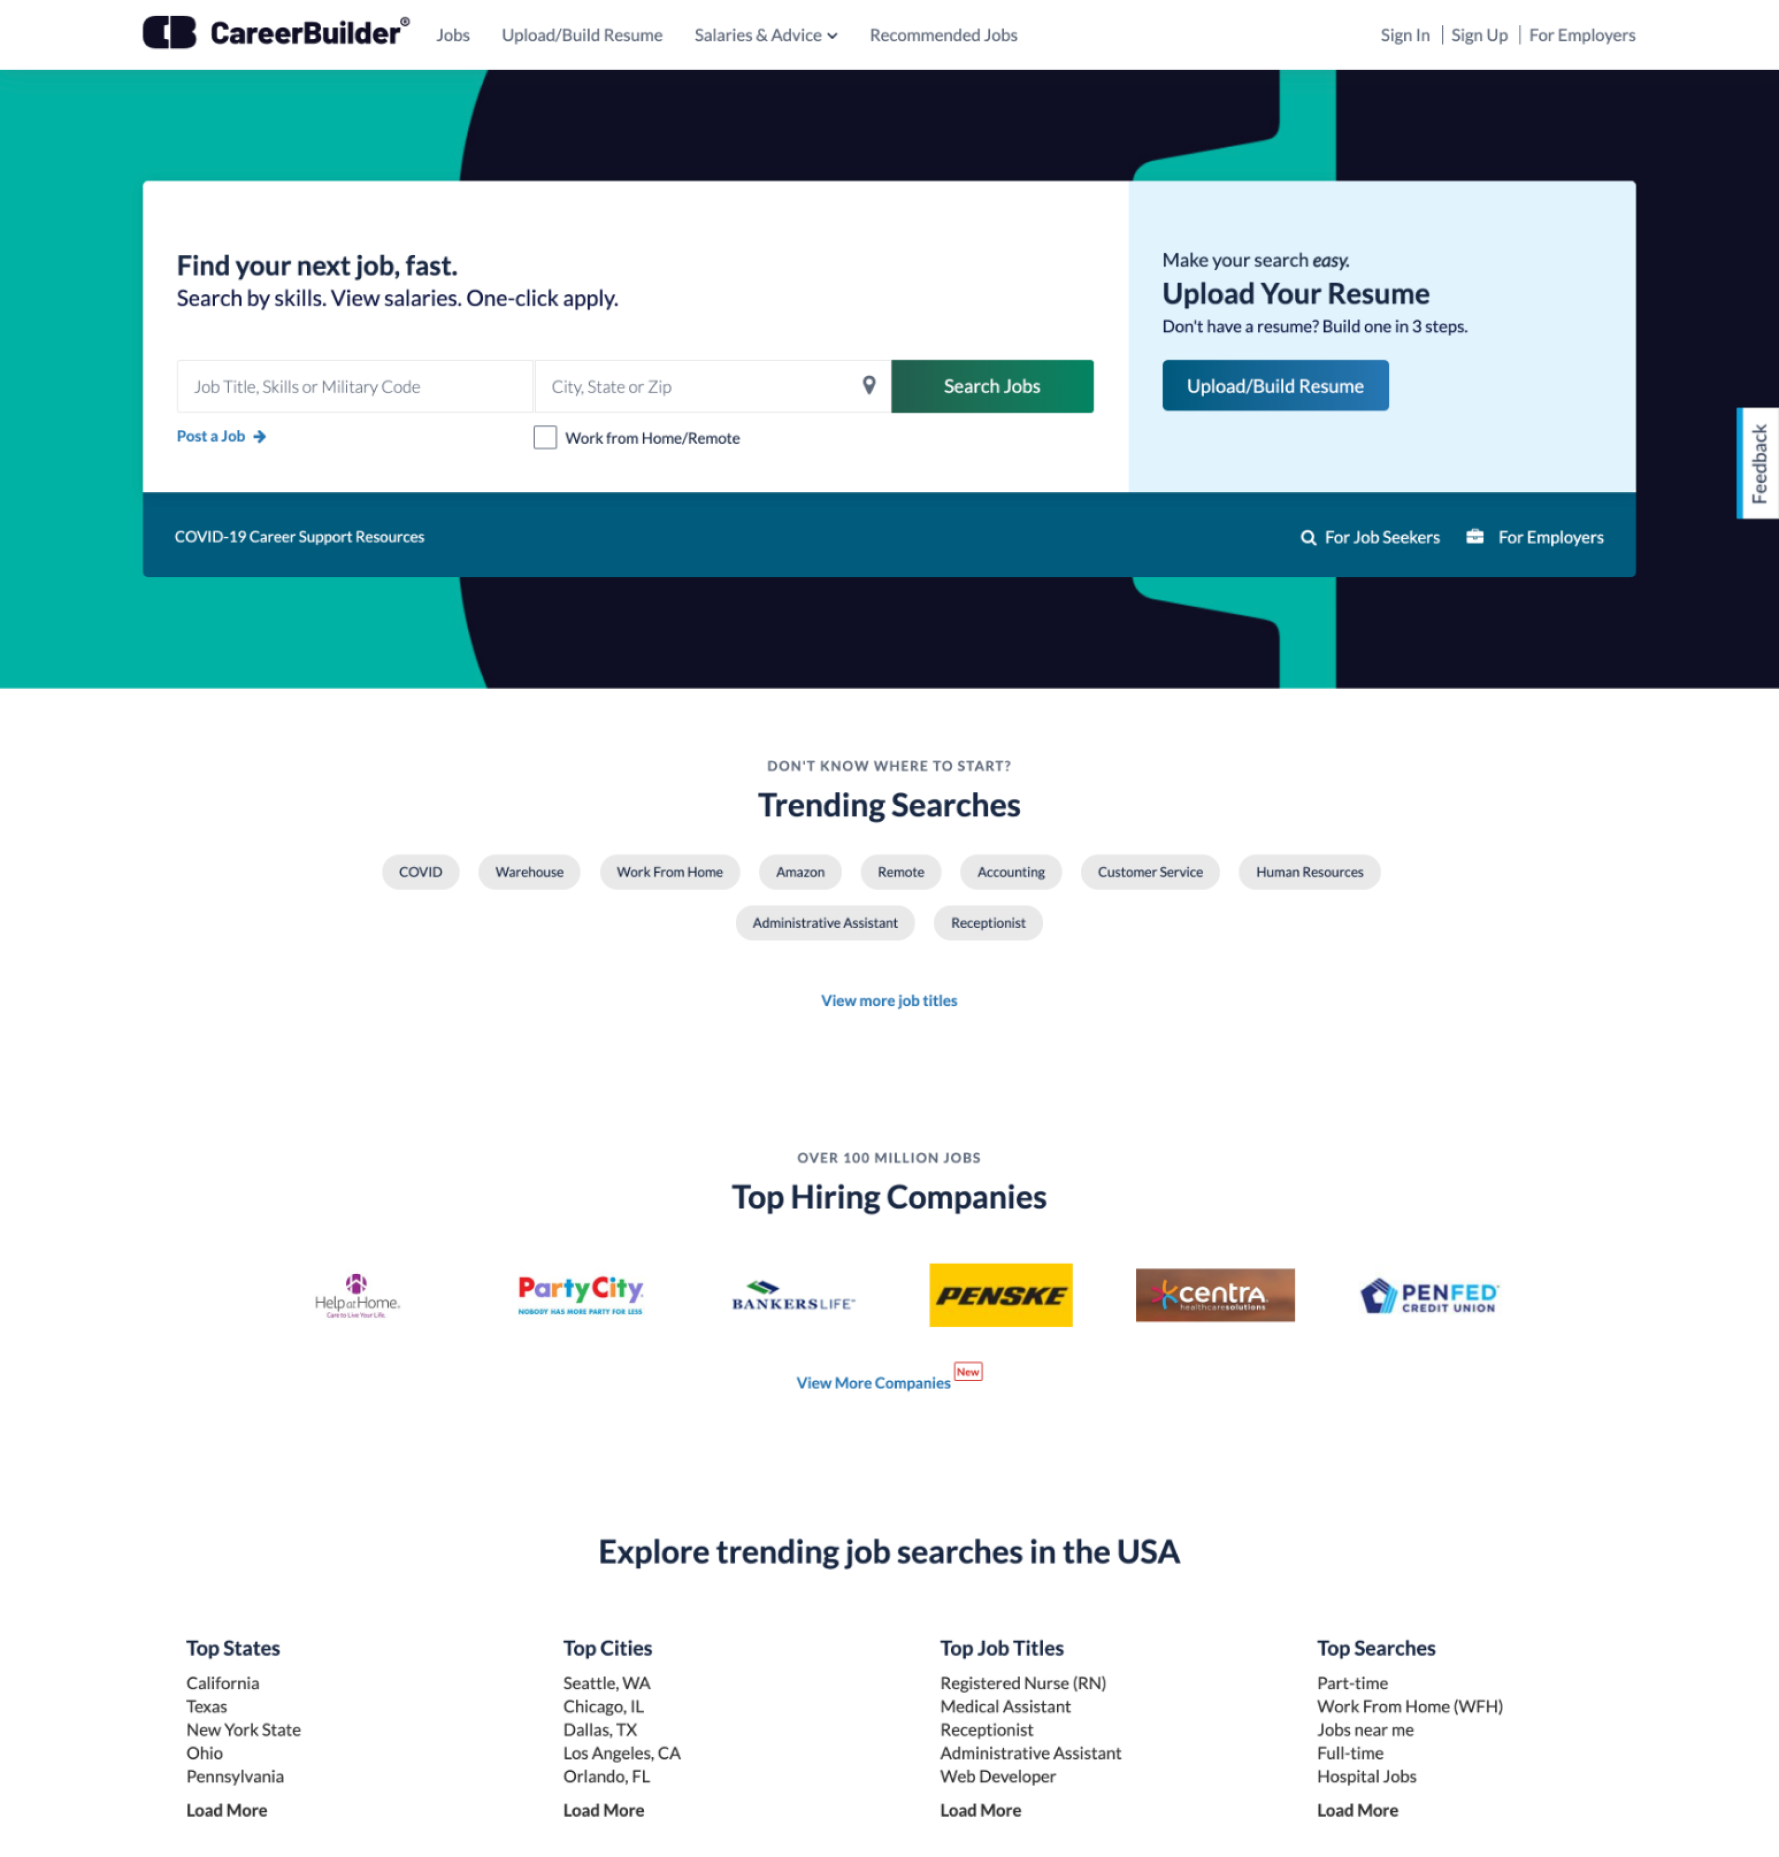 CareerBuilder®
Jobs
Upload/Build Resume
Salaries & Advice
Recommended Jobs
Sign In
Sign Up
For Employers
Find your next job, fast.
Search by skills. View salaries. One-click apply.
Job Title, Skills or Military Code
City, State or Zip
Search Jobs
Post a Job
Work from Home/Remote
Make your search easy.
Upload Your Resume
Don't have a resume? Build one in 3 steps.
Upload/Build Resume
Feedback
COVID-19 Career Support Resources
For Job Seekers
For Employers
DON'T KNOW WHERE TO START?
Trending Searches
COVID
Warehouse
Work From Home
Amazon
Remote
Accounting
Customer Service
Human Resources
Administrative Assistant
Receptionist
View more job titles
OVER 100 MILLION JOBS
Top Hiring Companies
Help at Home.
Care to Live Your Life.
Party City
NOBODY HAS MORE PARTY FOR LESS
BANKERS LIFE
PENSKE
centra
healthcaresolutions
PENFED
CREDIT UNION
View More Companies
New
Explore trending job searches in the USA
Top States
California
Texas
New York State
Ohio
Pennsylvania
Load More
Top Cities
Seattle, WA
Chicago, IL
Dallas, TX
Los Angeles, CA
Orlando, FL
Load More
Top Job Titles
Registered Nurse (RN)
Medical Assistant
Receptionist
Administrative Assistant
Web Developer
Load More
Top Searches
Part-time
Work From Home (WFH)
Jobs near me
Full-time
Hospital Jobs
Load More